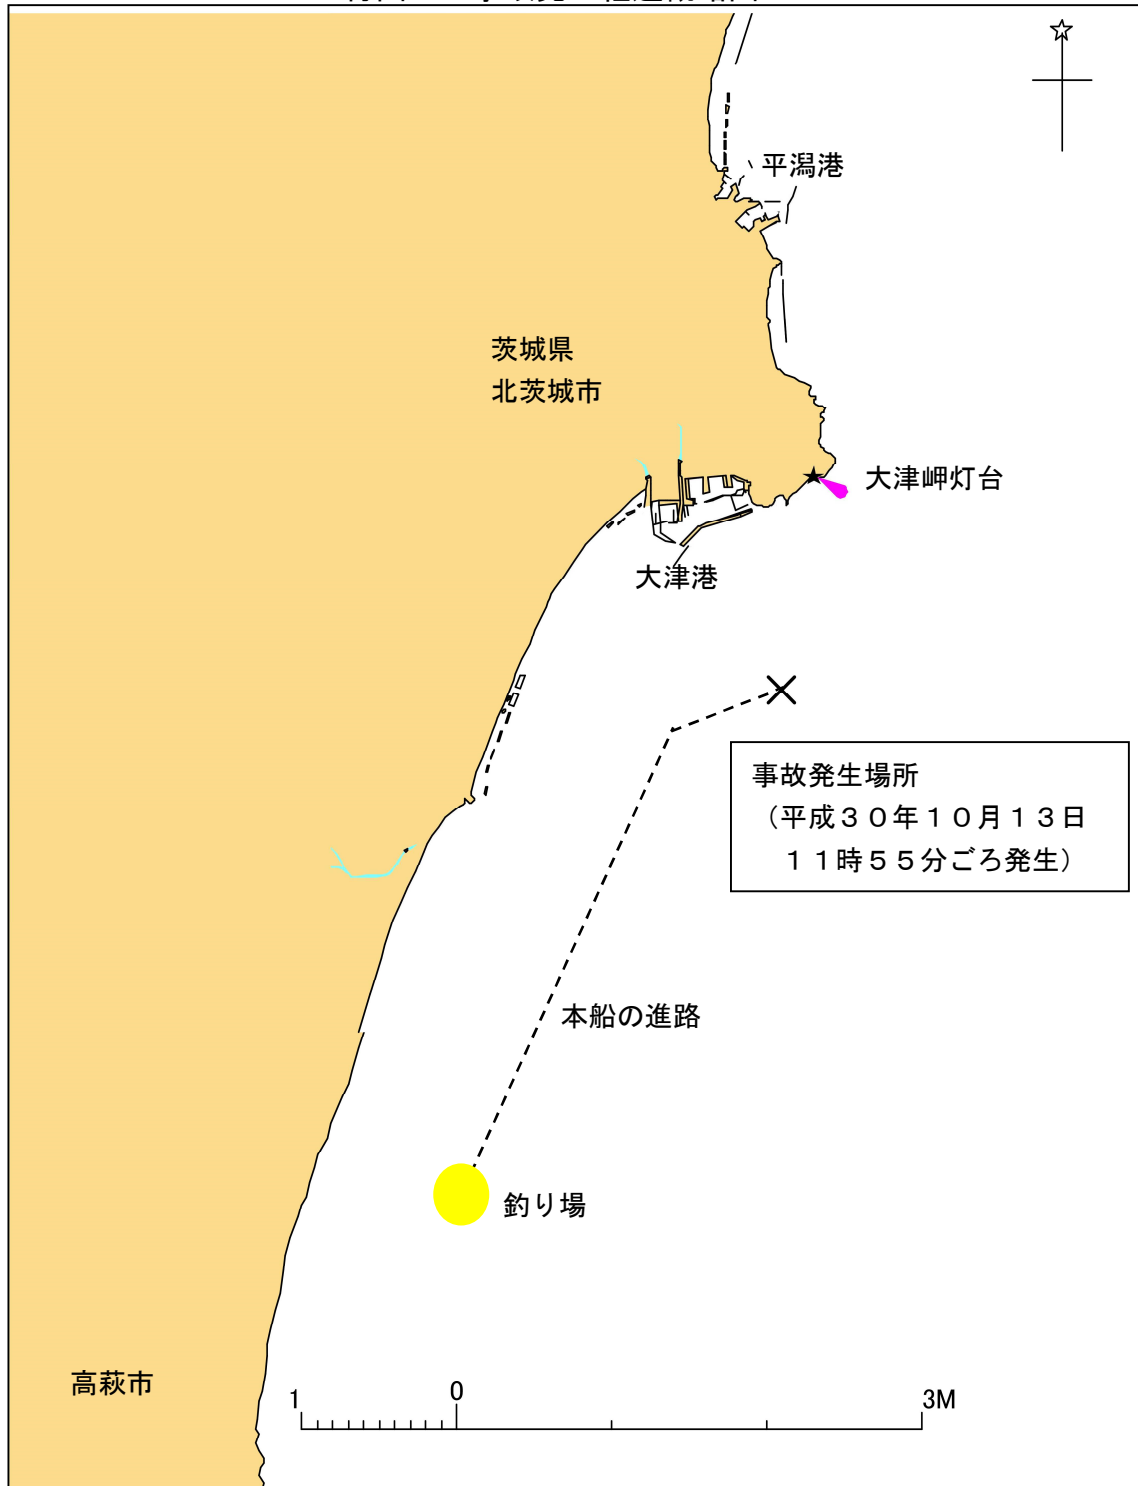 平潟港
茨城県
北茨城市
大津岬灯台
大津港
事故発生場所
（平成３０年１０月１３日
１１時５５分ごろ発生）
本船の進路
釣り場
高萩市
1 0 3M